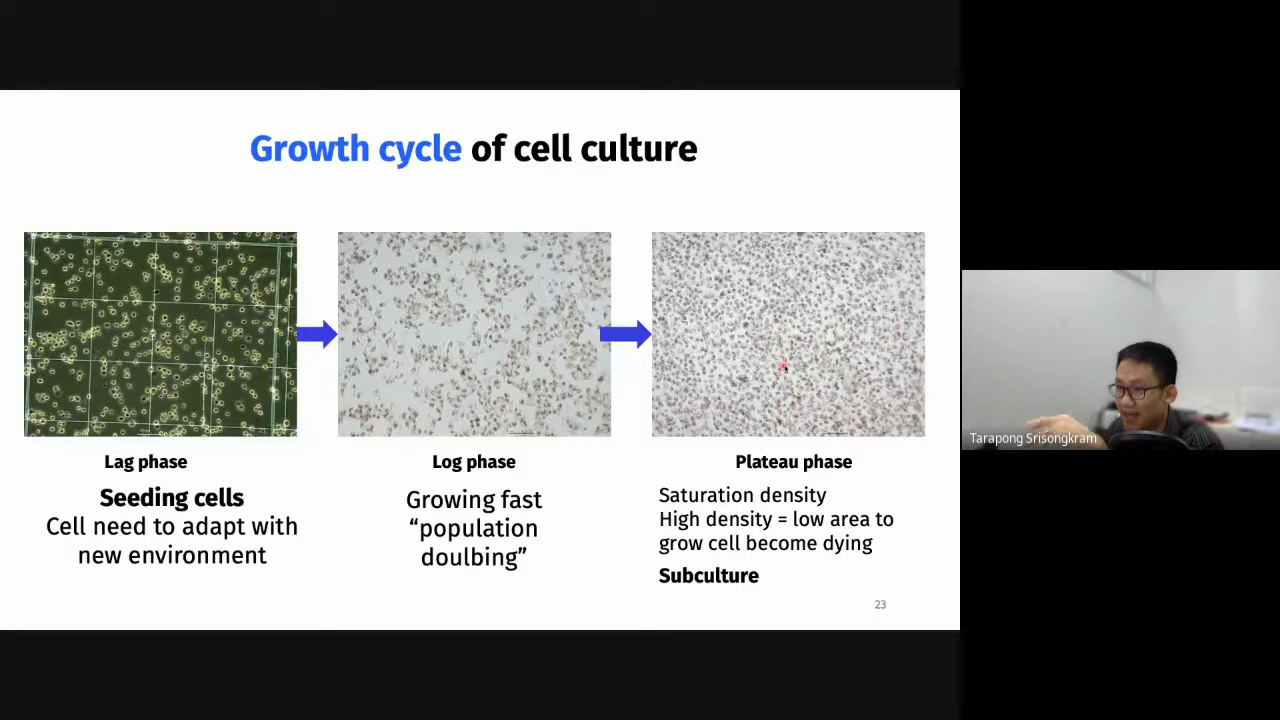 Growth cycle of cell culture
Lag phase
Seeding cells
Cell need to adapt with
new environment
Log phase
Growing fast
“population
doulbing”
Plateau phase
Saturation density
High density = low area to
grow cell become dying
Subculture
23
Tarapong Srisongkram